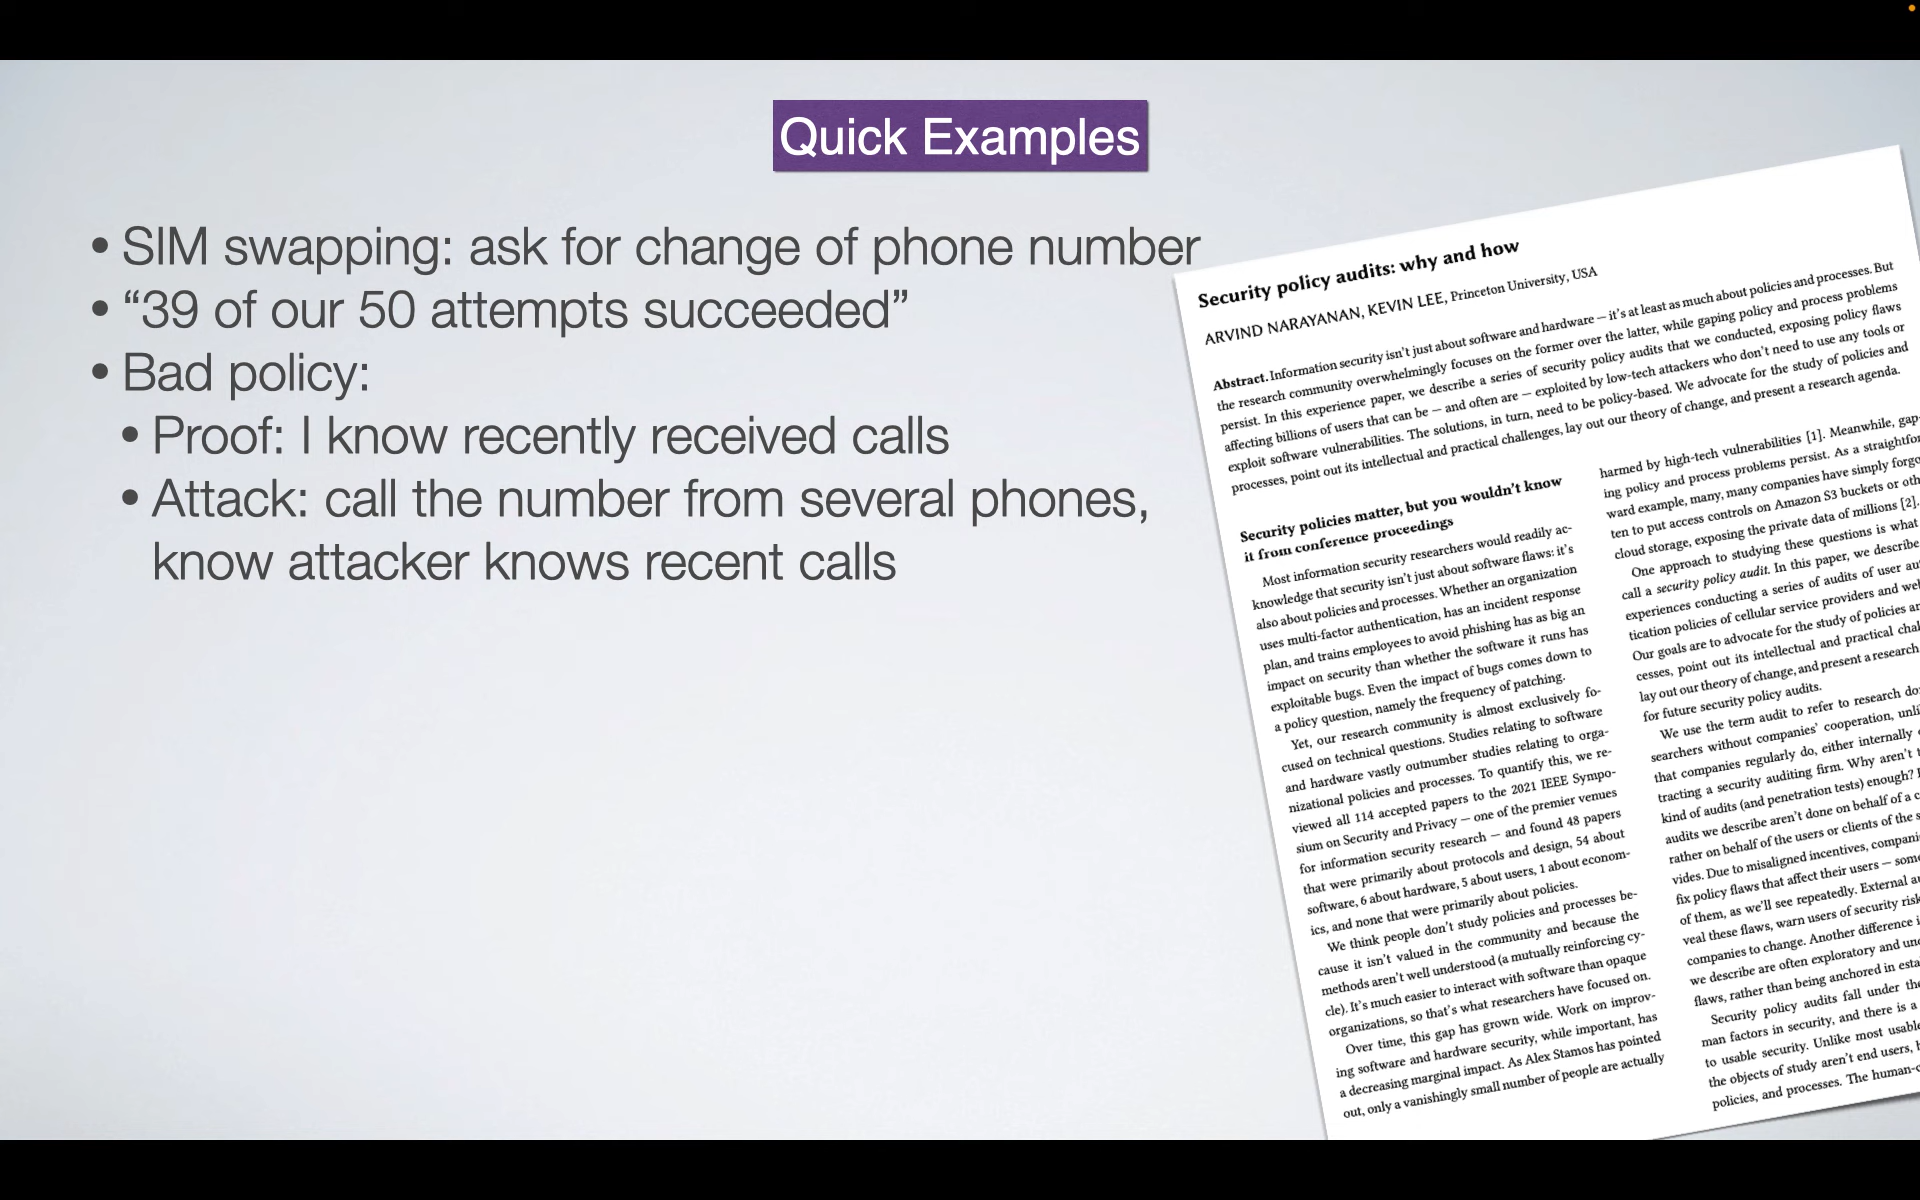 Quick Examples
• SIM swapping: ask for change of phone number
• “39 of our 50 attempts succeeded”
• Bad policy:
• Proof: I know recently received calls
• Attack: call the number from several phones,
know attacker knows recent calls
Security policy audits: why and how
ARVIND NARAYANAN, KEVIN LEE, Princeton University, USA
Abstract. Information security isn’t just about software and hardware — it’s at least as much about policies and processes. But
the research community overwhelmingly focuses on the former over the latter, while gaping policy and process problems
persist. In this experience paper, we describe a series of security policy audits that we conducted, exposing policy flaws
affecting billions of users that can be — and often are — exploited by low-tech attackers who don’t need to use any tools or
exploit software vulnerabilities. The solutions, in turn, need to be policy-based. We advocate for the study of policies and
processes, point out its intellectual and practical challenges, lay out our theory of change, and present a research agenda.
Security policies matter, but you wouldn’t know
it from conference proceedings
Most information security researchers would readily ac-
knowledge that security isn’t just about software flaws: it’s
also about policies and processes. Whether an organization
uses multi-factor authentication, has an incident response
plan, and trains employees to avoid phishing has as big an
impact on security than whether the software it runs has
exploitable bugs. Even the impact of bugs comes down to
a policy question, namely the frequency of patching.
Yet, our research community is almost exclusively fo-
cused on technical questions. Studies relating to software
and hardware vastly outnumber studies relating to orga-
nizational policies and processes. To quantify this, we re-
viewed all 114 accepted papers to the 2021 IEEE Sympo-
sium on Security and Privacy — one of the premier venues
for information security research — and found 48 papers
that were primarily about protocols and design, 54 about
software, 6 about hardware, 5 about users, 1 about econom-
ics, and none that were primarily about policies.
We think people don’t study policies and processes be-
cause it isn’t valued in the community and because the
methods aren’t well understood (a mutually reinforcing cy-
cle). It’s much easier to interact with software than opaque
organizations, so that’s what researchers have focused on.
Over time, this gap has grown wide. Work on improv-
ing software and hardware security, while important, has
a decreasing marginal impact. As Alex Stamos has pointed
out, only a vanishingly small number of people are actually
harmed by high-tech vulnerabilities [1]. Meanwhile, gap-
ing policy and process problems persist. As a straightfor
ward example, many, many companies have simply forgo
ten to put access controls on Amazon S3 buckets or oth
cloud storage, exposing the private data of millions [2].
One approach to studying these questions is what
call a security policy audit. In this paper, we describe
experiences conducting a series of audits of user au
tication policies of cellular service providers and web
Our goals are to advocate for the study of policies an
cesses, point out its intellectual and practical chal
lay out our theory of change, and present a research
for future security policy audits.
We use the term audit to refer to research do
searchers without companies’ cooperation, unli
that companies regularly do, either internally
tracting a security auditing firm. Why aren’t t
kind of audits (and penetration tests) enough?
audits we describe aren’t done on behalf of a c
rather on behalf of the users or clients of the s
vides. Due to misaligned incentives, compani
fix policy flaws that affect their users — some
of them, as we’ll see repeatedly. External a
veal these flaws, warn users of security risk
companies to change. Another difference i
we describe are often exploratory and un
flaws, rather than being anchored in esta
Security policy audits fall under the
man factors in security, and there is a
to usable security. Unlike most usabl
the objects of study aren’t end users,
policies, and processes. The human-c